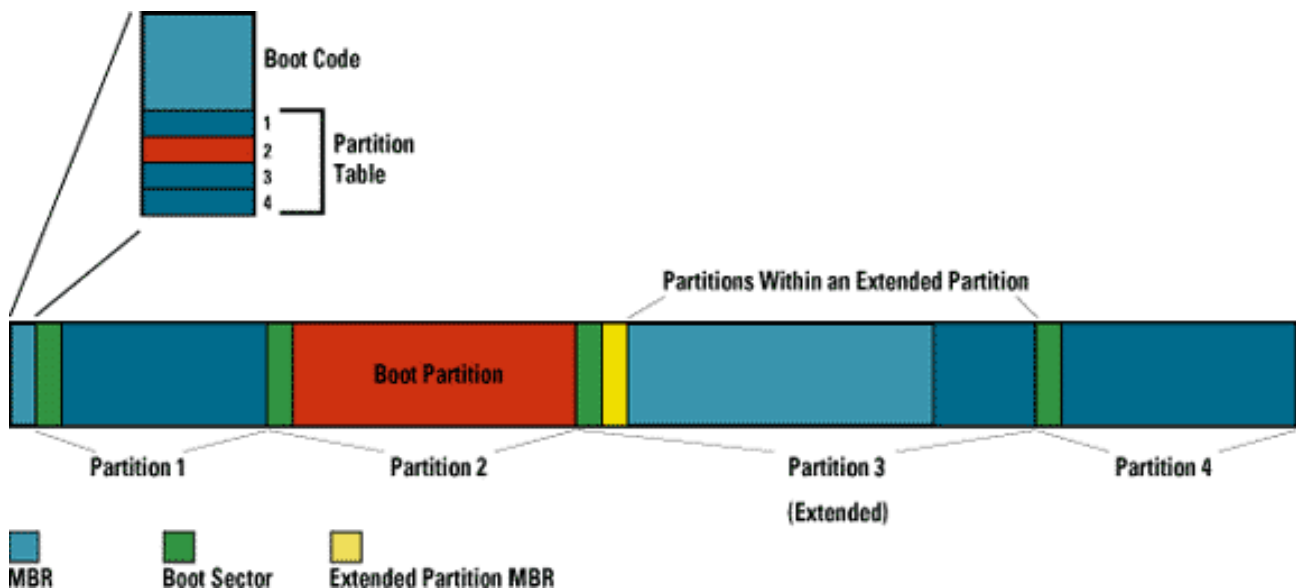 Boot Code
1
2
3
4
Partition
Table
Partitions Within an Extended Partition
Boot Partition
Partition 1
Partition 2
Partition 3
(Extended)
Partition 4
MBR
Boot Sector
Extended Partition MBR